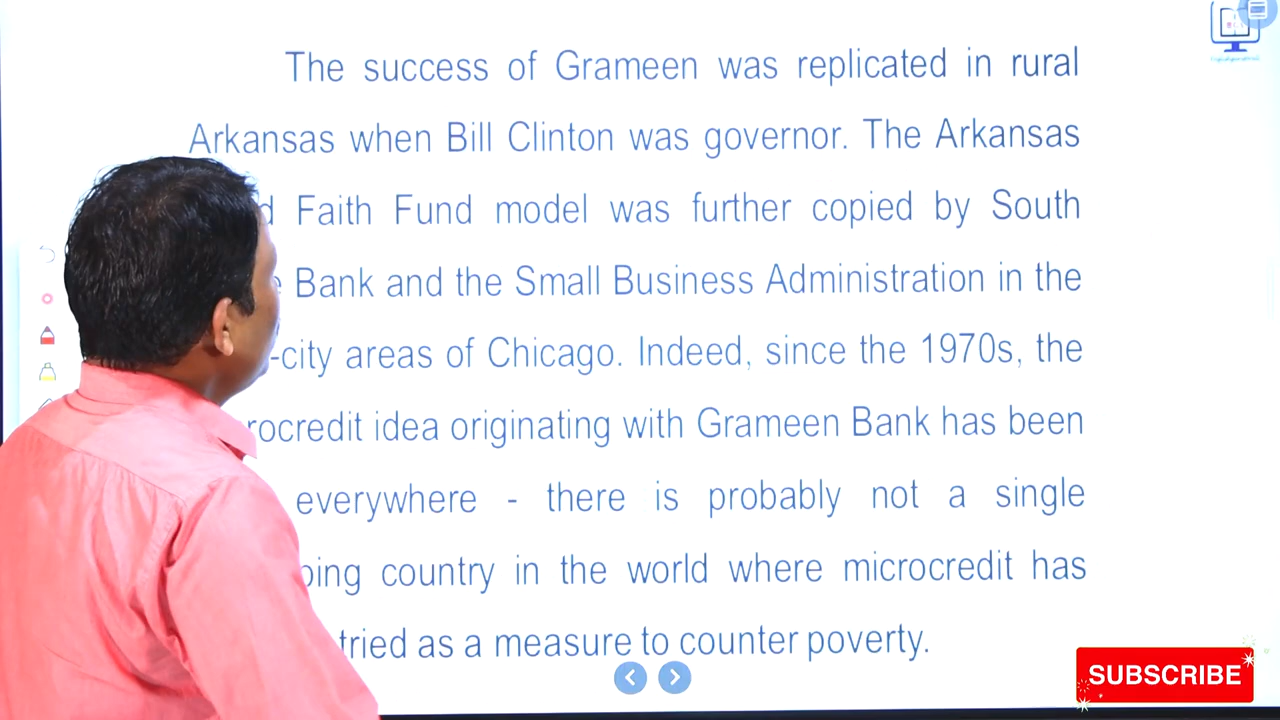 The success of Grameen was replicated in rural
Arkansas when Bill Clinton was governor. The Arkansas
Faith Fund model was further copied by South
Bank and the Small Business Administration in the
-city areas of Chicago. Indeed, since the 1970s, the
rocredit idea originating with Grameen Bank has been
everywhere - there is probably not a single
ping country in the world where microcredit has
tried as a measure to counter poverty.
SUBSCRIBE